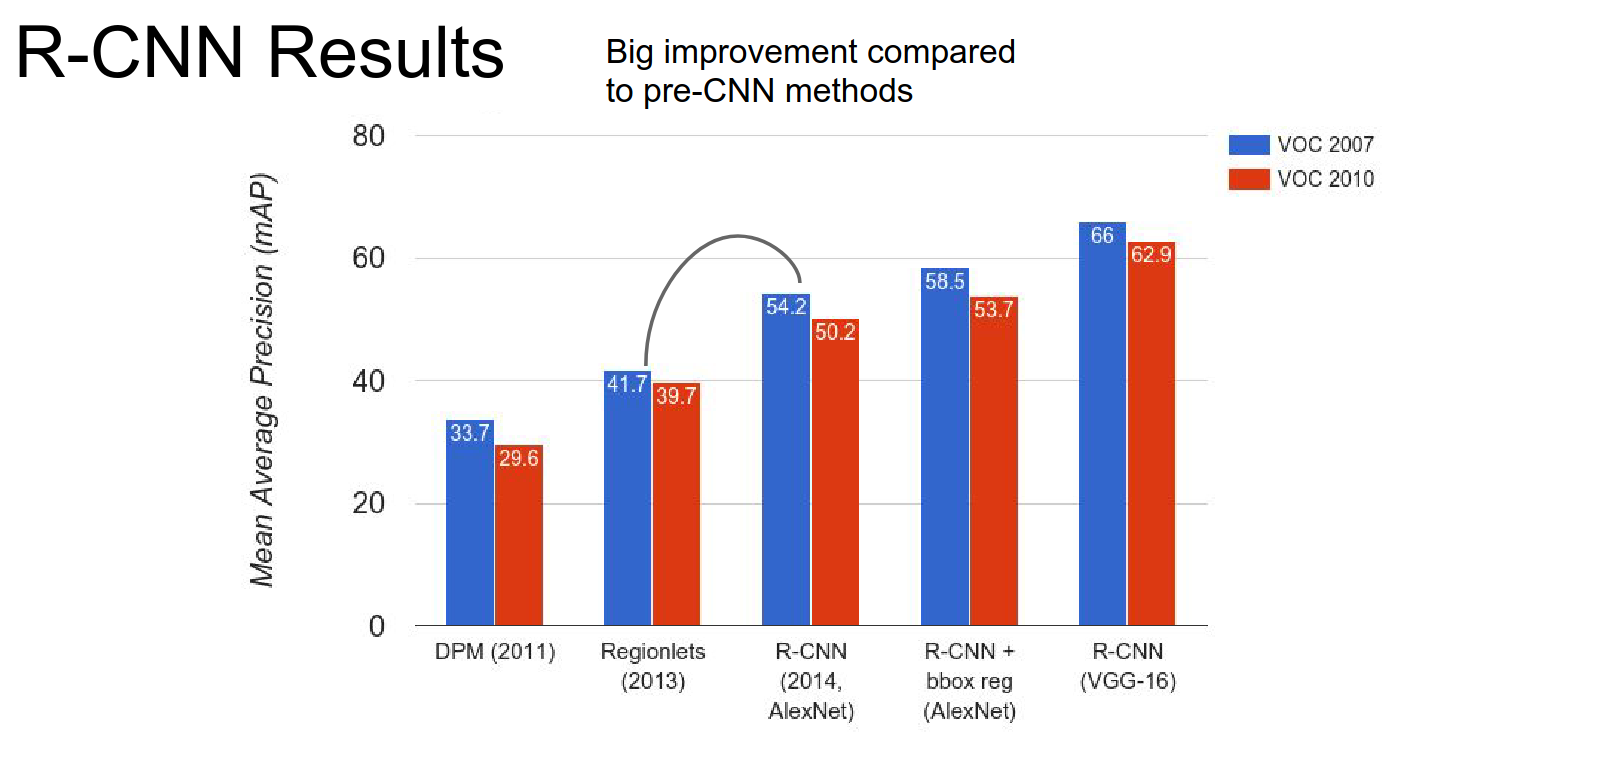 R-CNN Results
Big improvement compared
to pre-CNN methods
80
60
40
20
0
Mean Average Precision (mAP)
VOC 2007
VOC 2010
33.7
29.6
41.7
39.7
54.2
50.2
58.5
53.7
66
62.9
DPM (2011)
Regionlets
(2013)
R-CNN
(2014,
AlexNet)
R-CNN +
bbox reg
(AlexNet)
R-CNN
(VGG-16)